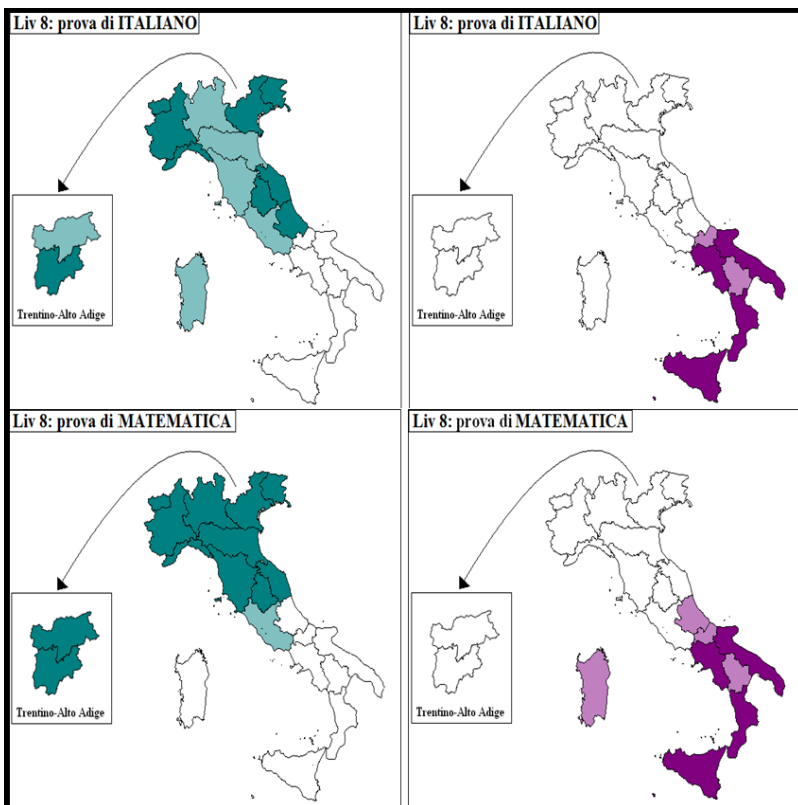 Liv 8: prova di ITALIANO
Trentino-Alto Adige
Liv 8: prova di ITALIANO
Trentino-Alto Adige
Liv 8: prova di MATEMATICA
Trentino-Alto Adige
Liv 8: prova di MATEMATICA
Trentino-Alto Adige